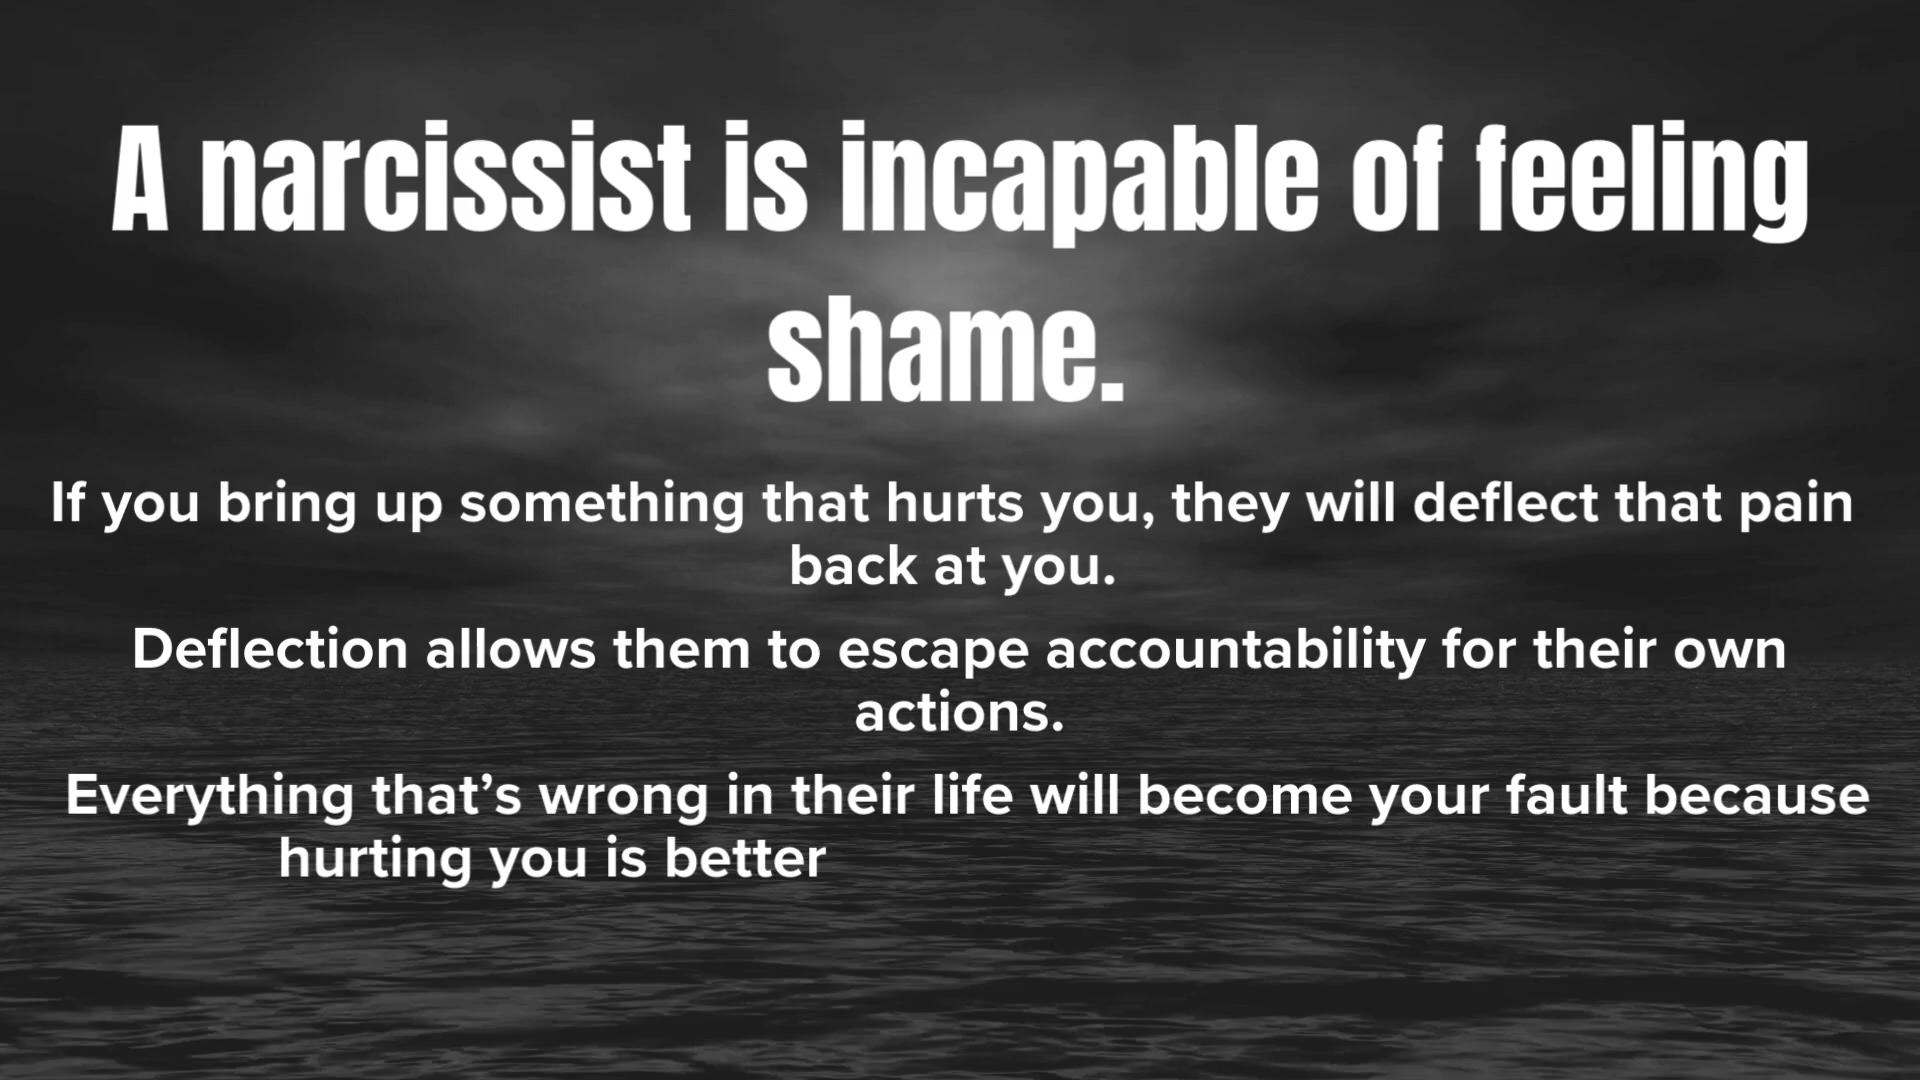 A narcissist is incapable of feeling
shame.
If you bring up something that hurts you, they will deflect that pain
back at you.
Deflection allows them to escape accountability for their own
actions.
Everything that’s wrong in their life will become your fault because
hurting you is better